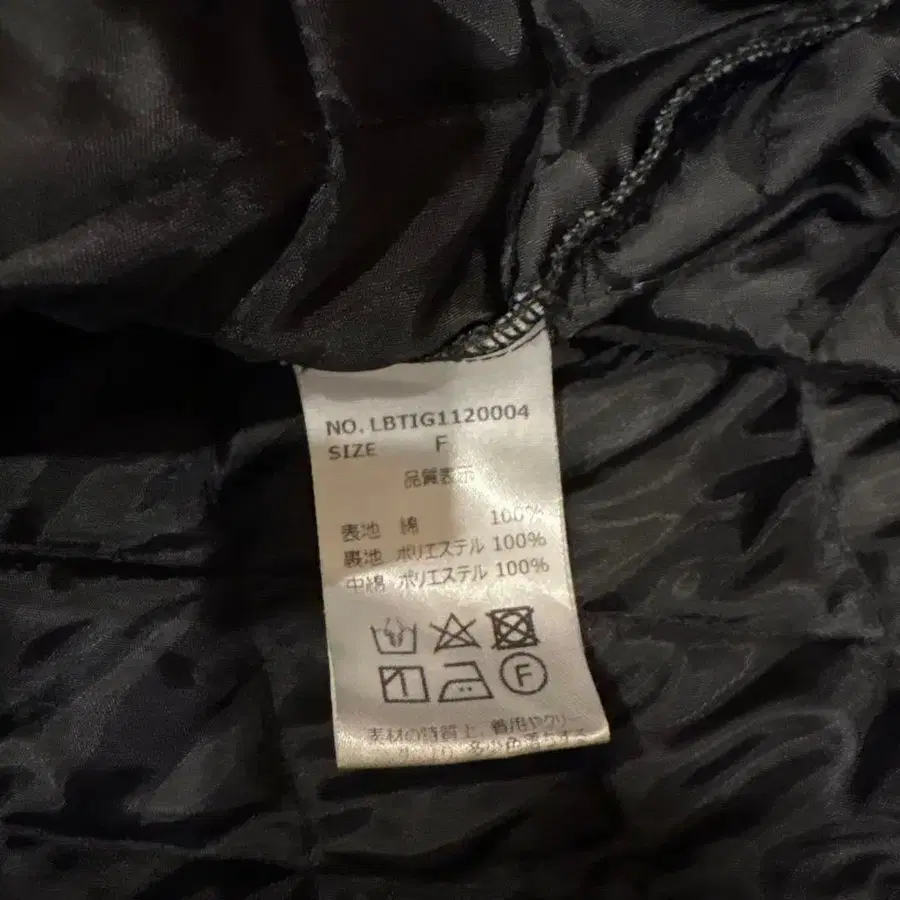 NO. LBTIG1120004
SIZE F
品質表示
表地 綿 100%
裏地 ポリエステル 100%
中綿 ポリエステル 100%
F
素材の特質上、着用やクリー